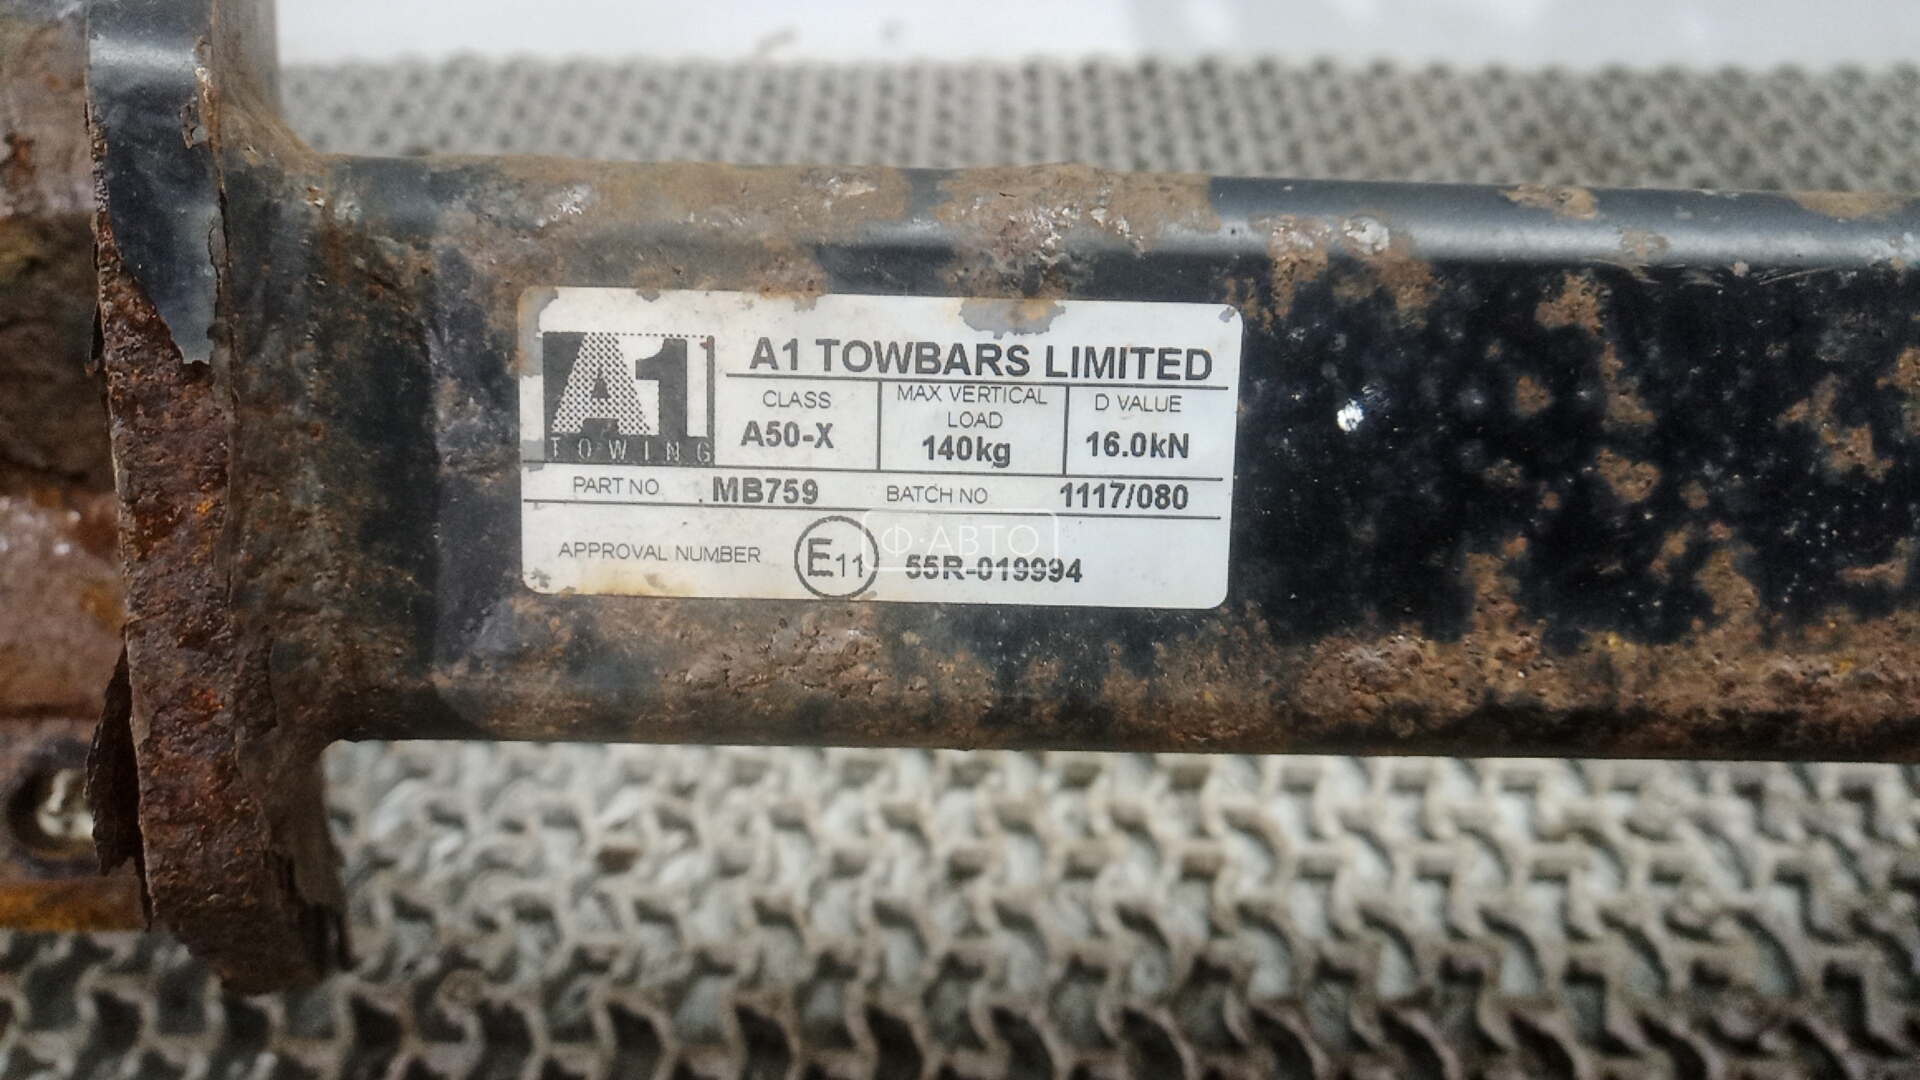 A1
TOWING
A1 TOWBARS LIMITED
CLASS
A50-X
MAX VERTICAL
LOAD
140kg
D VALUE
16.0kN
PART NO MB759 BATCH NO 1117/080
APPROVAL NUMBER E11 55R-019994
Ф·АВТО